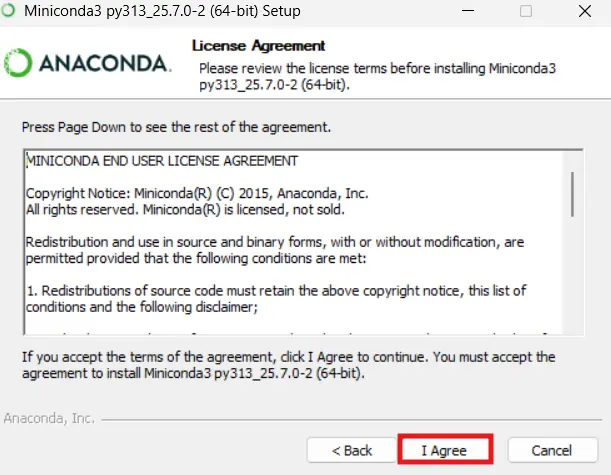 Miniconda3 py313_25.7.0-2 (64-bit) Setup
License Agreement
Please review the license terms before installing Miniconda3
py313_25.7.0-2 (64-bit).
ANACONDA.
Press Page Down to see the rest of the agreement.
MINICONDA END USER LICENSE AGREEMENT
Copyright Notice: Miniconda(R) (C) 2015, Anaconda, Inc.
All rights reserved. Miniconda(R) is licensed, not sold.
Redistribution and use in source and binary forms, with or without modification, are
permitted provided that the following conditions are met:
1. Redistributions of source code must retain the above copyright notice, this list of
conditions and the following disclaimer;
If you accept the terms of the agreement, click I Agree to continue. You must accept the
agreement to install Miniconda3 py313_25.7.0-2 (64-bit).
Anaconda, Inc.
< Back
I Agree
Cancel